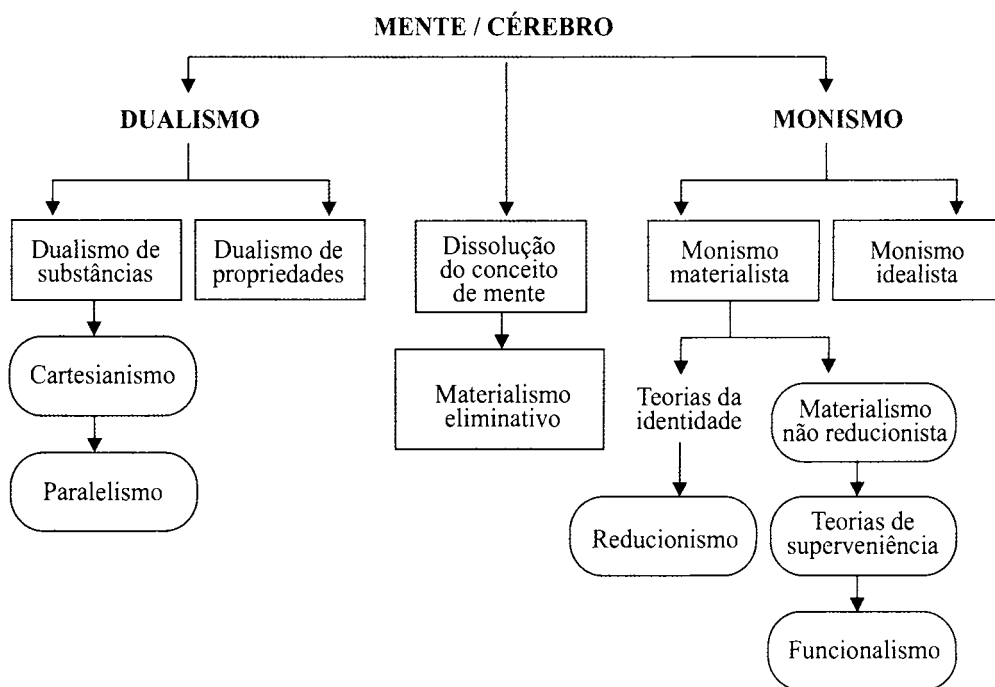 MENTE / CÉREBRO
DUALISMO
MONISMO
Dualismo de
substâncias
Dualismo de
propriedades
Dissolução
do conceito
de mente
Monismo
materialista
Monismo
idealista
Cartesianismo
Paralelismo
Materialismo
eliminativo
Teorias da
identidade
Materialismo
não reducionista
Reducionismo
Teorias de
superveniência
Funcionalismo